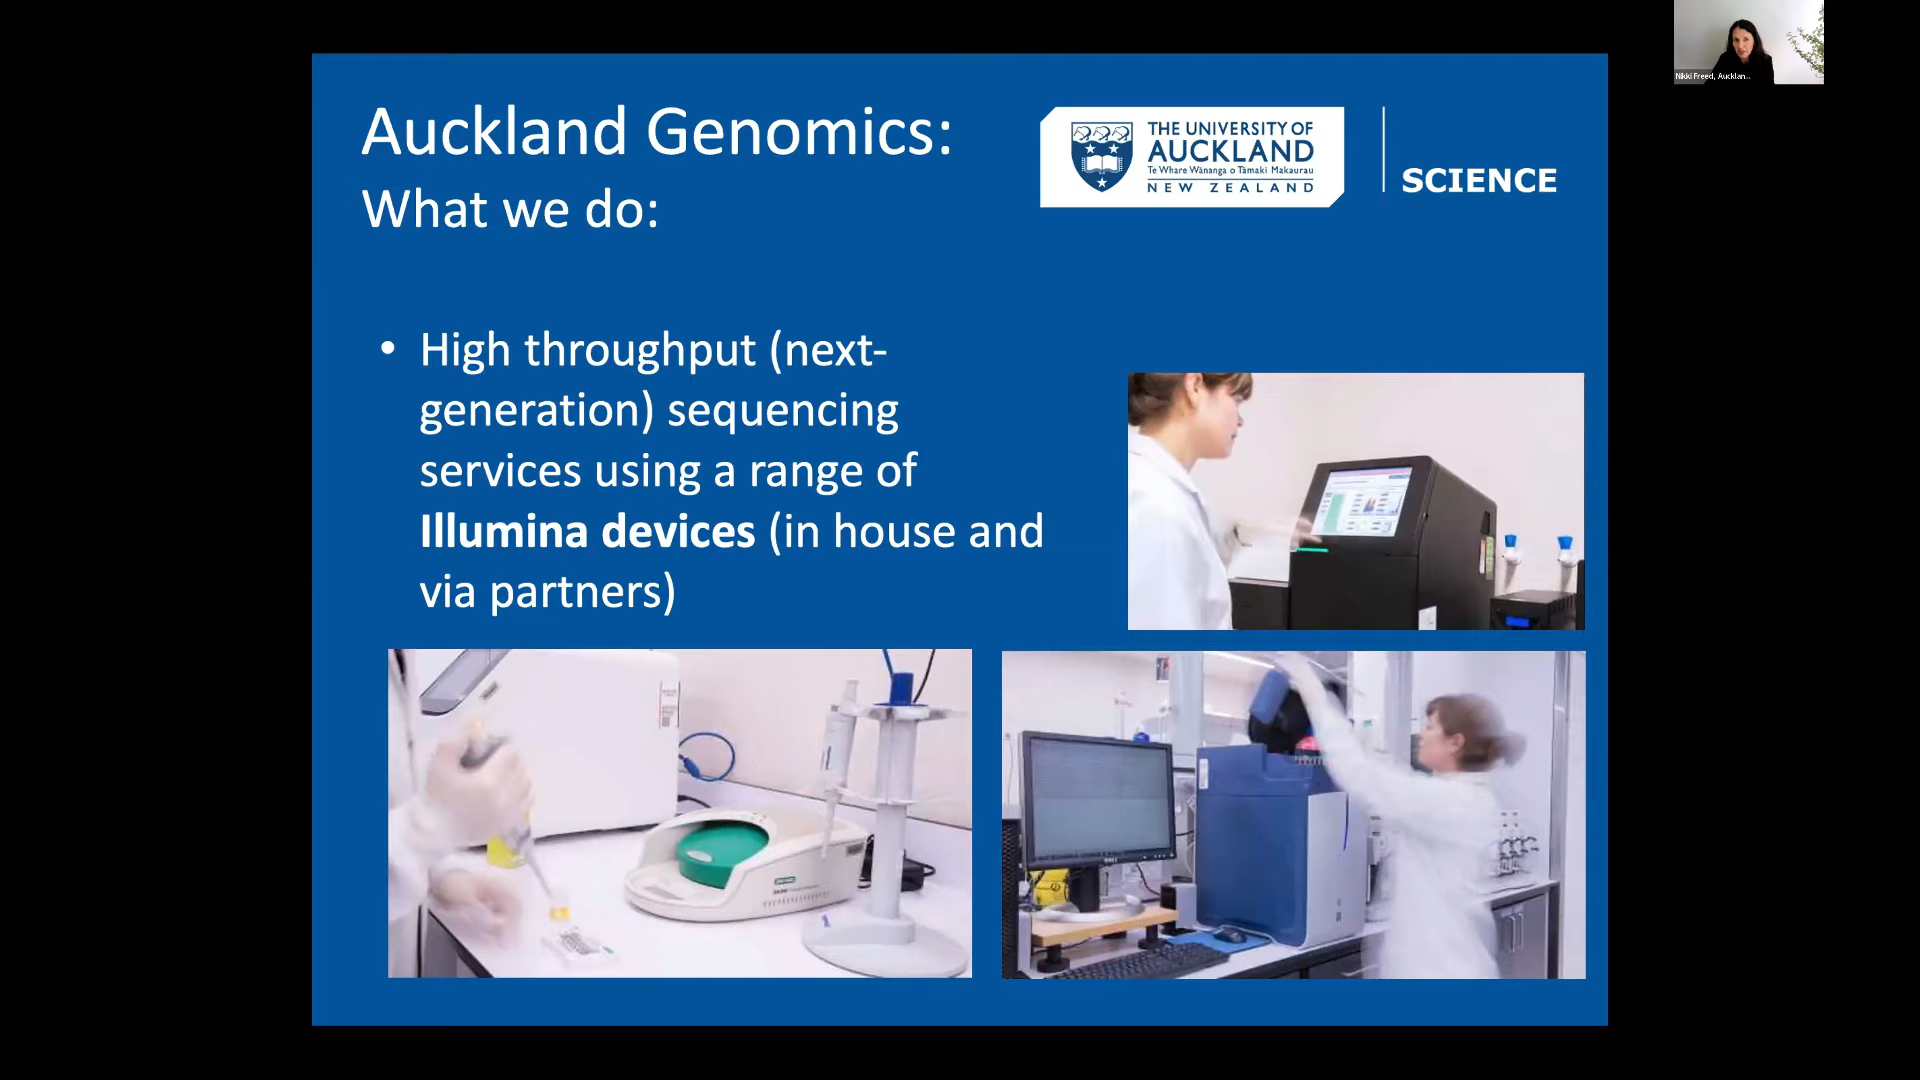 Nikki Freed, Aucklan...
Auckland Genomics:
What we do:
THE UNIVERSITY OF
AUCKLAND
Te Whare Wānanga o Tāmaki Makaurau
NEW ZEALAND
SCIENCE
• High throughput (next-
generation) sequencing
services using a range of
Illumina devices (in house and
via partners)